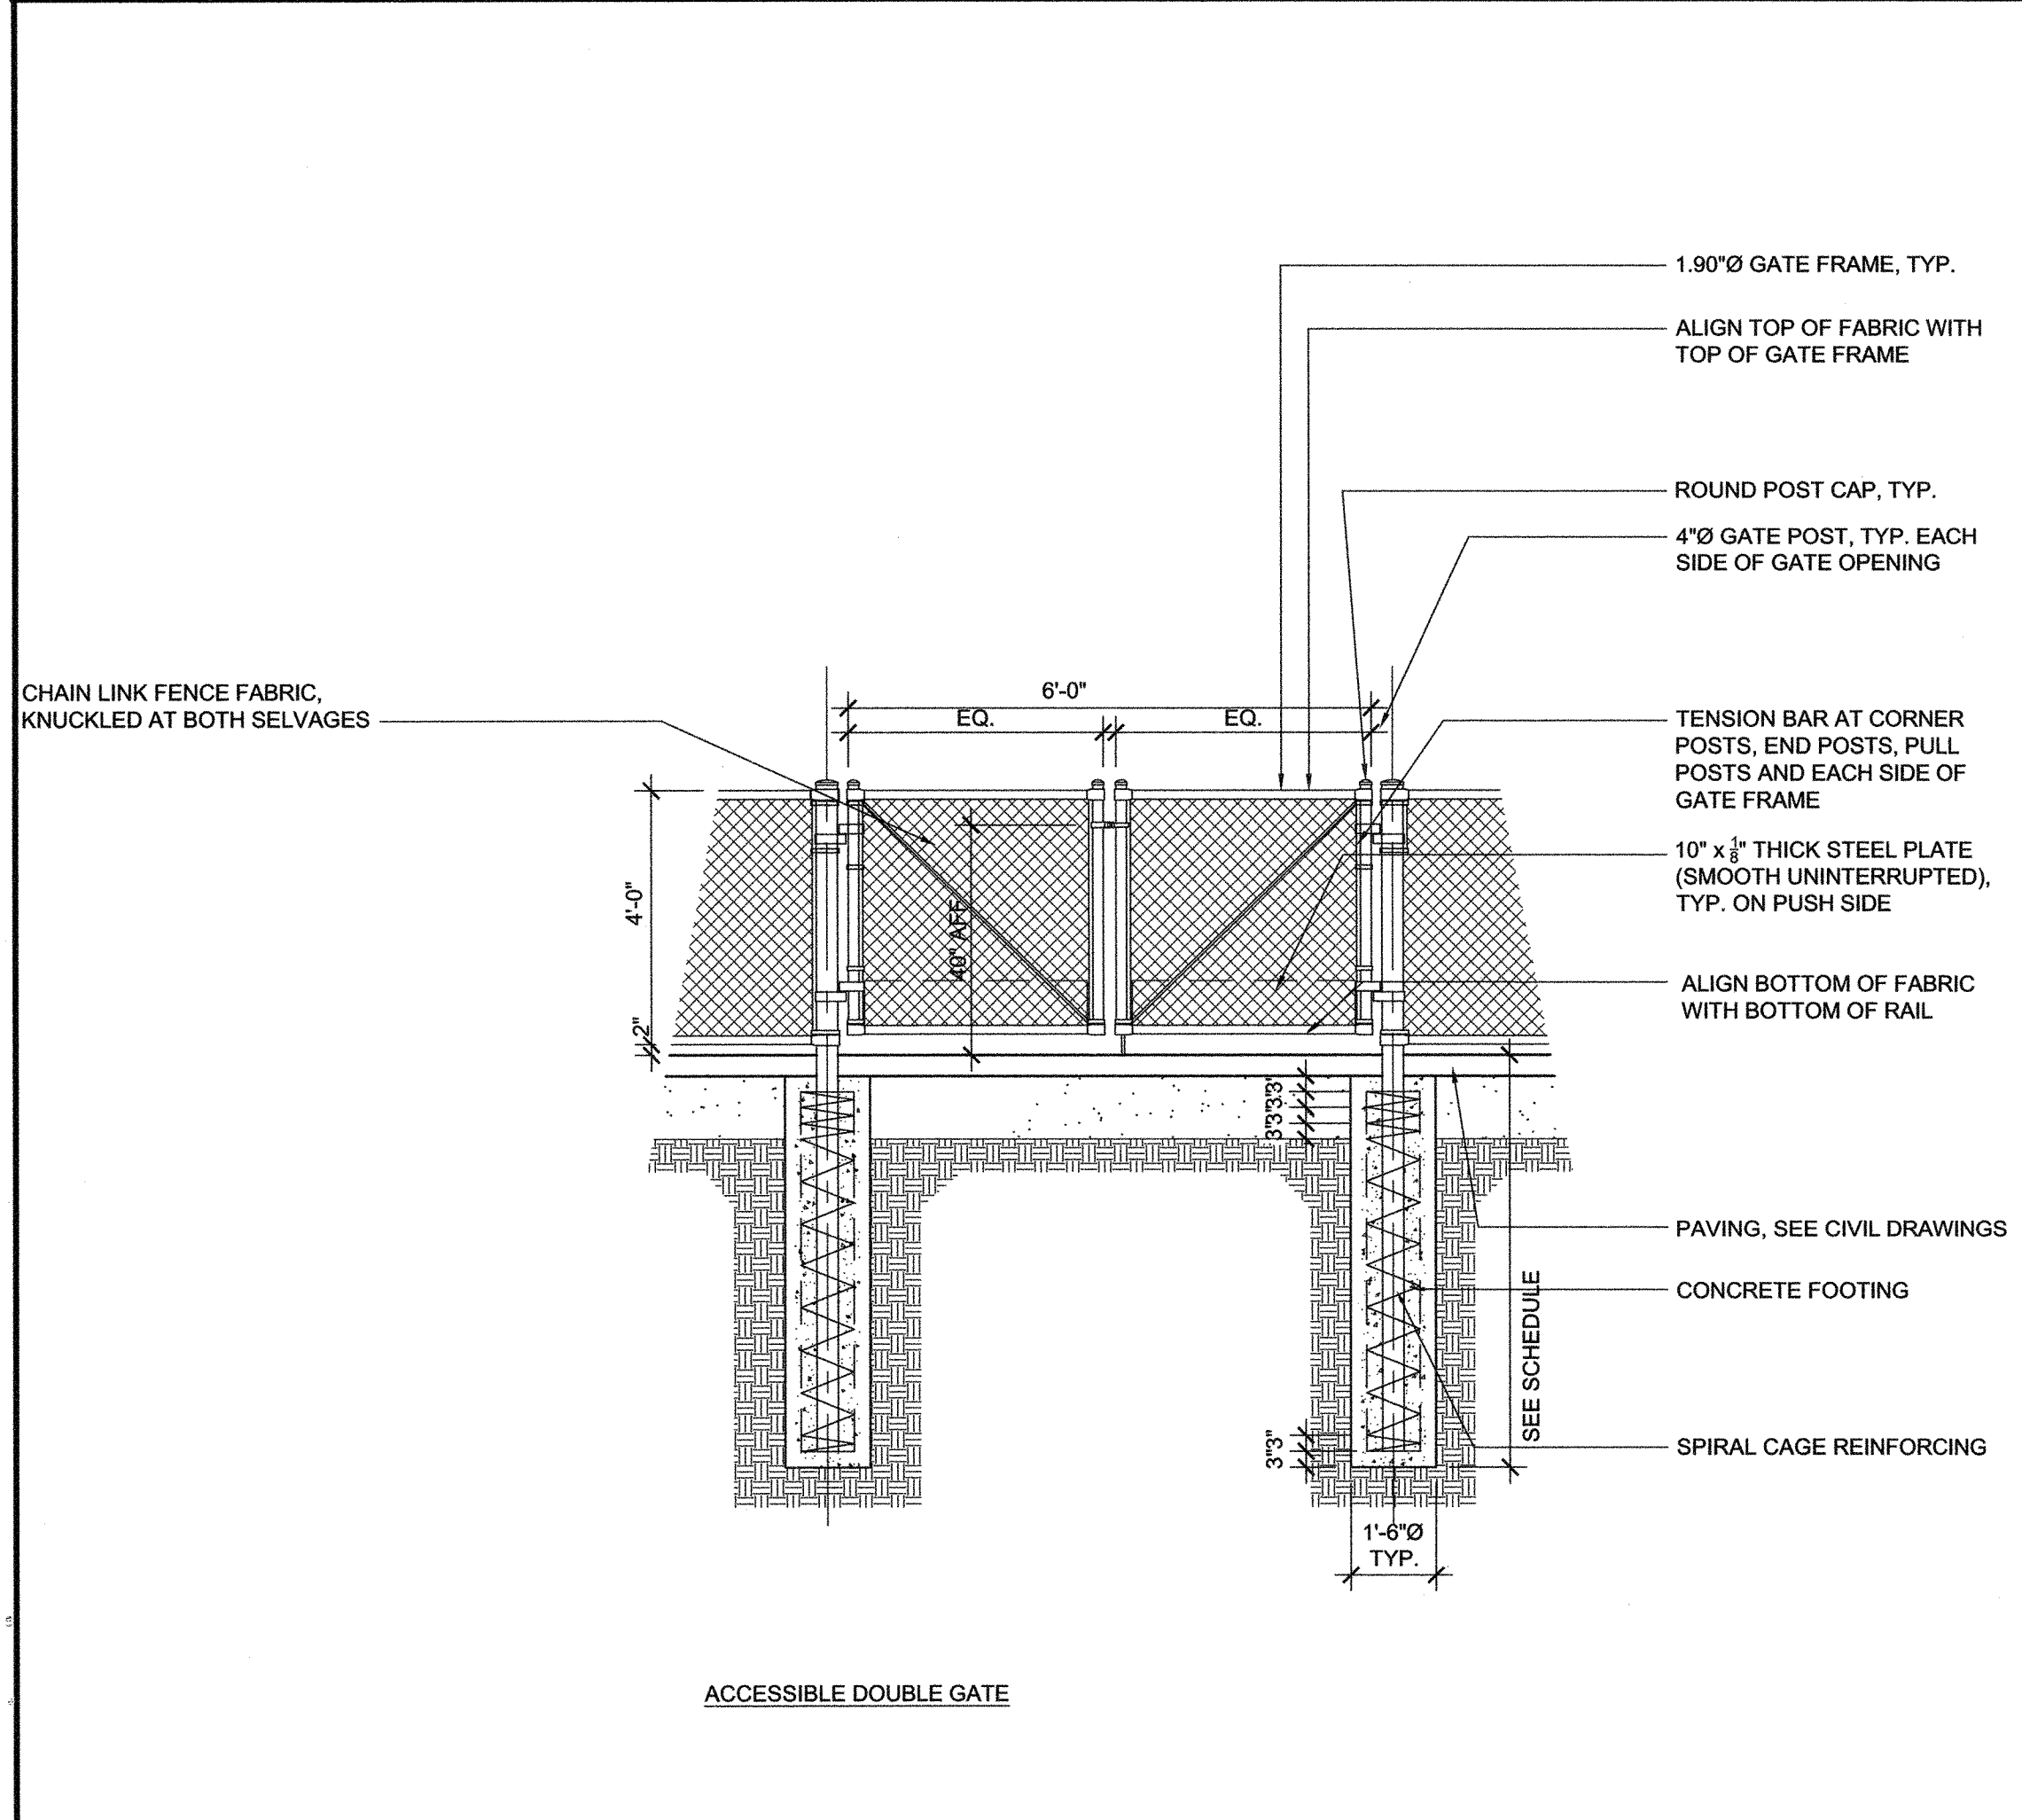 1.90"Ø GATE FRAME, TYP.
ALIGN TOP OF FABRIC WITH
TOP OF GATE FRAME
ROUND POST CAP, TYP.
4"Ø GATE POST, TYP. EACH
SIDE OF GATE OPENING
CHAIN LINK FENCE FABRIC,
KNUCKLED AT BOTH SELVAGES
6'-0"
EQ.
EQ.
TENSION BAR AT CORNER
POSTS, END POSTS, PULL
POSTS AND EACH SIDE OF
GATE FRAME
10" x 1/8" THICK STEEL PLATE
(SMOOTH UNINTERRUPTED),
TYP. ON PUSH SIDE
4'-0"
40" AFF
2"
ALIGN BOTTOM OF FABRIC
WITH BOTTOM OF RAIL
3"3"3"3"
PAVING, SEE CIVIL DRAWINGS
CONCRETE FOOTING
SEE SCHEDULE
SPIRAL CAGE REINFORCING
3"3"
1'-6"Ø
TYP.
ACCESSIBLE DOUBLE GATE